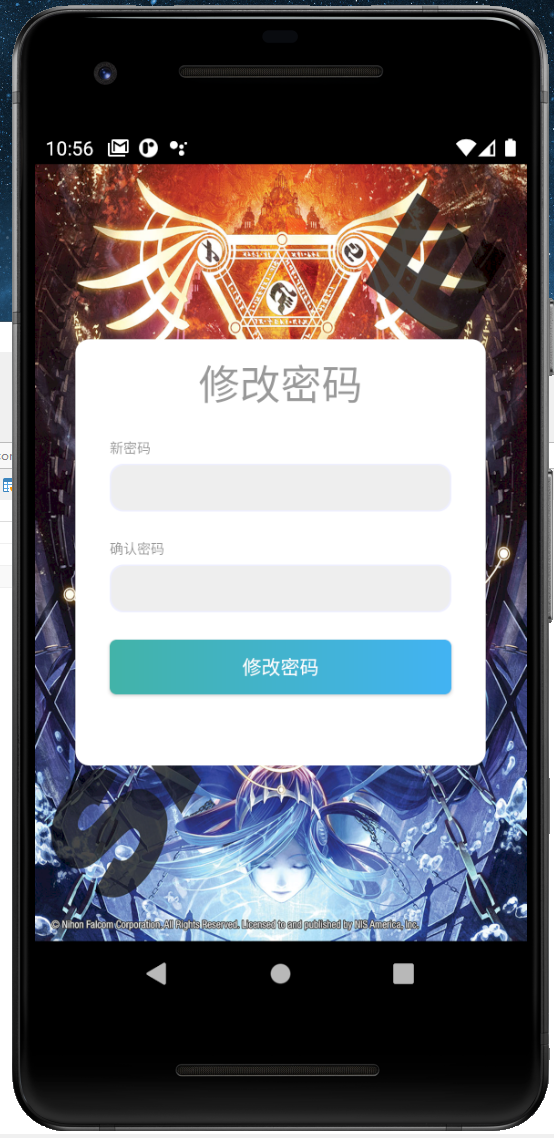 10:56
E
修改密码
新密码
确认密码
修改密码
S
© Nihon Falcom Corporation. All Rights Reserved. Licensed to and published by NIS America, Inc.